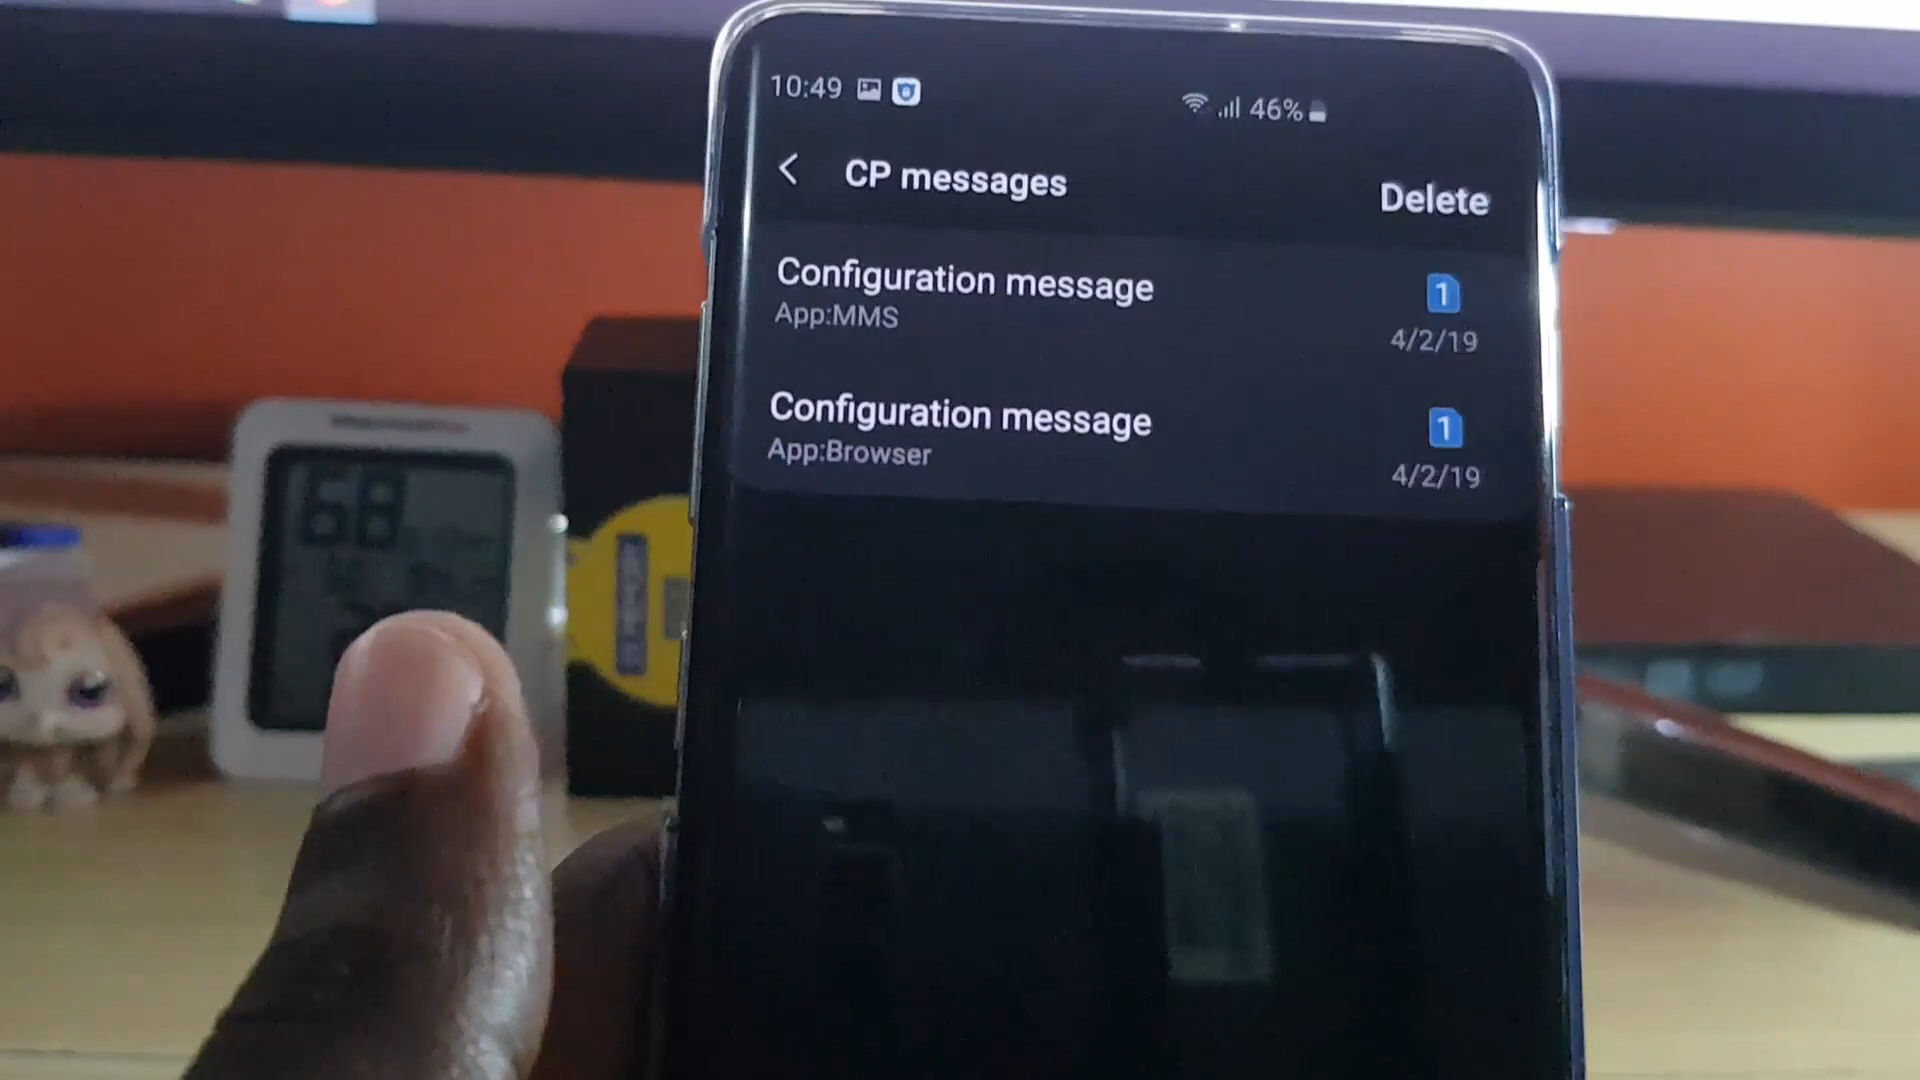 10:49
46%
CP messages
Delete
Configuration message
1
App:MMS
4/2/19
Configuration message
1
App:Browser
4/2/19
68